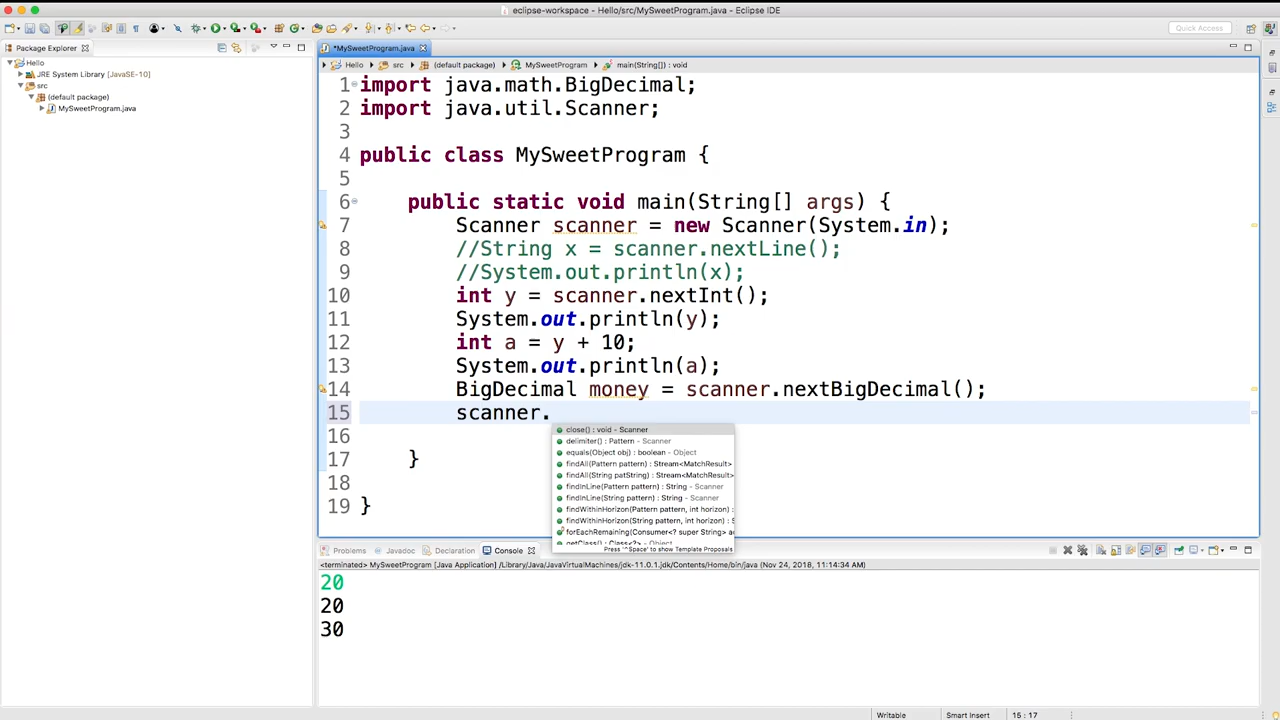 eclipse-workspace - Hello/src/MySweetProgram.java - Eclipse IDE
Quick Access
Package Explorer
*MySweetProgram.java
Hello
JRE System Library [JavaSE-10]
src
(default package)
MySweetProgram.java
Hello src (default package) MySweetProgram main(String[]) : void
1 import java.math.BigDecimal;
2 import java.util.Scanner;
3
4 public class MySweetProgram {
5
6 public static void main(String[] args) {
7 Scanner scanner = new Scanner(System.in);
8 //String x = scanner.nextLine();
9 //System.out.println(x);
10 int y = scanner.nextInt();
11 System.out.println(y);
12 int a = y + 10;
13 System.out.println(a);
14 BigDecimal money = scanner.nextBigDecimal();
15 scanner.
16
17 }
18
19 }
close() : void - Scanner
delimiter() : Pattern - Scanner
equals(Object obj) : boolean - Object
findAll(Pattern pattern) : Stream<MatchResult>
findAll(String patString) : Stream<MatchResult>
findInLine(Pattern pattern) : String - Scanner
findInLine(String pattern) : String - Scanner
findWithinHorizon(Pattern pattern, int horizon) :
findWithinHorizon(String pattern, int horizon) : S
forEachRemaining(Consumer<? super String> a
getClass() : Class<?> - Object
Press '^Space' to show Template Proposals
Problems Javadoc Declaration Console
<terminated> MySweetProgram [Java Application] /Library/Java/JavaVirtualMachines/jdk-11.0.1.jdk/Contents/Home/bin/java (Nov 24, 2018, 11:14:34 AM)
20
20
30
Writable Smart Insert 15 : 17